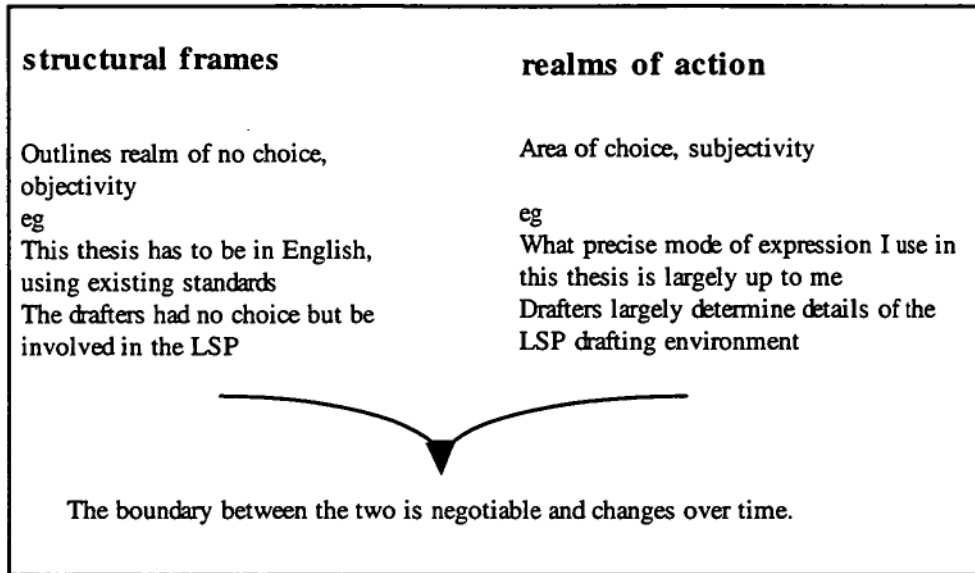 structural frames
Outlines realm of no choice,
objectivity
eg
This thesis has to be in English,
using existing standards
The drafters had no choice but be
involved in the LSP
realms of action
Area of choice, subjectivity
eg
What precise mode of expression I use in
this thesis is largely up to me
Drafters largely determine details of the
LSP drafting environment
The boundary between the two is negotiable and changes over time.